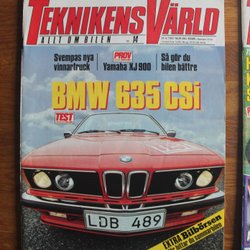 TEKNIKENS VÄRLD
ALLT OM BILEN
14
Svempas nya
vinnartruck
PROV
Yamaha XJ 900
Så gör du
bilen bättre
BMW 635 CSi
TEST
LDB 489
EXTRA Bilbörsen